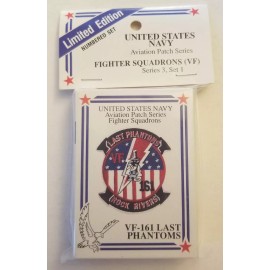 Limited Edition
NUMBERED SET
UNITED STATES
NAVY
Aviation Patch Series
FIGHTER SQUADRONS (VF)
Series 3, Set 1
UNITED STATES NAVY
Aviation Patch Series
Fighter Squadrons
LAST PHANTOMS
VF
161
ROCK RIVERS
VF-161 LAST
PHANTOMS